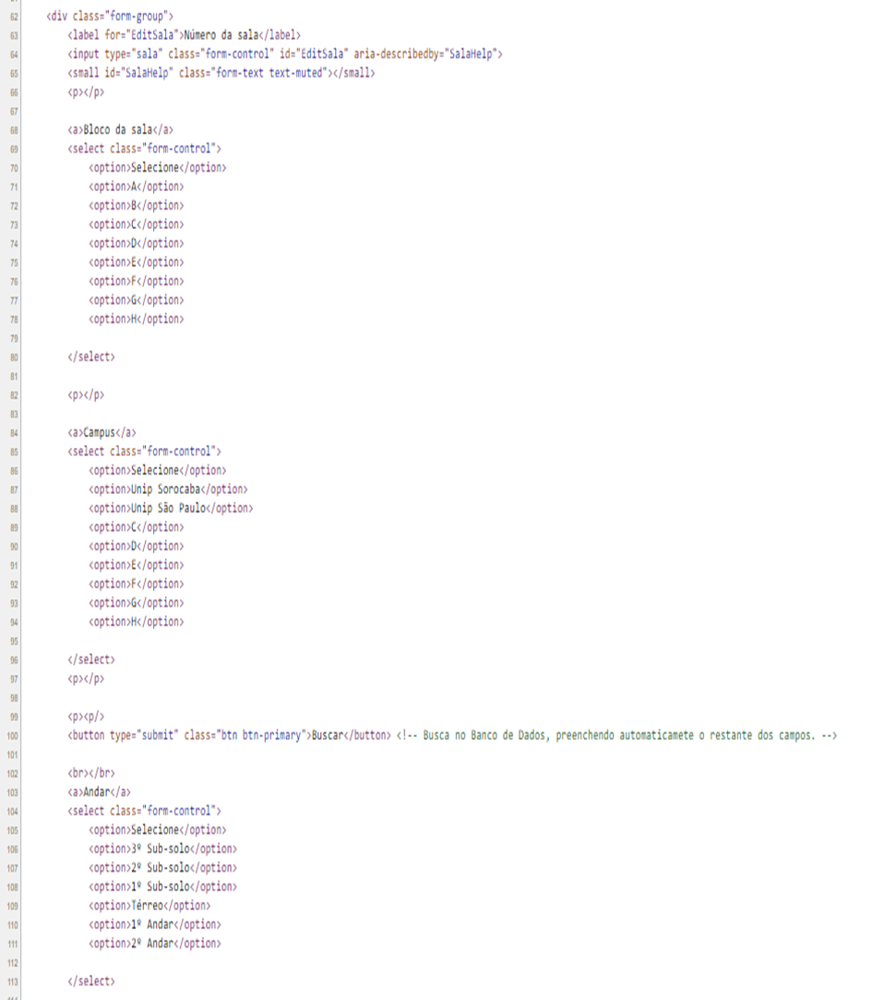 62 <div class="form-group">
63 <label for="EditSala">Número da sala</label>
64 <input type="sala" class="form-control" id="EditSala" aria-describedby="SalaHelp">
65 <small id="SalaHelp" class="form-text text-muted"></small>
66 <p></p>
67
68 <a>Bloco da sala</a>
69 <select class="form-control">
70 <option>Selecione</option>
71 <option>A</option>
72 <option>B</option>
73 <option>C</option>
74 <option>D</option>
75 <option>E</option>
76 <option>F</option>
77 <option>G</option>
78 <option>H</option>
79
80 </select>
81
82 <p></p>
83
84 <a>Campus</a>
85 <select class="form-control">
86 <option>Selecione</option>
87 <option>Unip Sorocaba</option>
88 <option>Unip São Paulo</option>
89 <option>C</option>
90 <option>D</option>
91 <option>E</option>
92 <option>F</option>
93 <option>G</option>
94 <option>H</option>
95
96 </select>
97 <p></p>
98
99 <p><p/>
100 <button type="submit" class="btn btn-primary">Buscar</button> <!-- Busca no Banco de Dados, preenchendo automaticamete o restante dos campos. -->
101
102 <br></br>
103 <a>Andar</a>
104 <select class="form-control">
105 <option>Selecione</option>
106 <option>3º Sub-solo</option>
107 <option>2º Sub-solo</option>
108 <option>1º Sub-solo</option>
109 <option>Térreo</option>
110 <option>1º Andar</option>
111 <option>2º Andar</option>
112
113 </select>